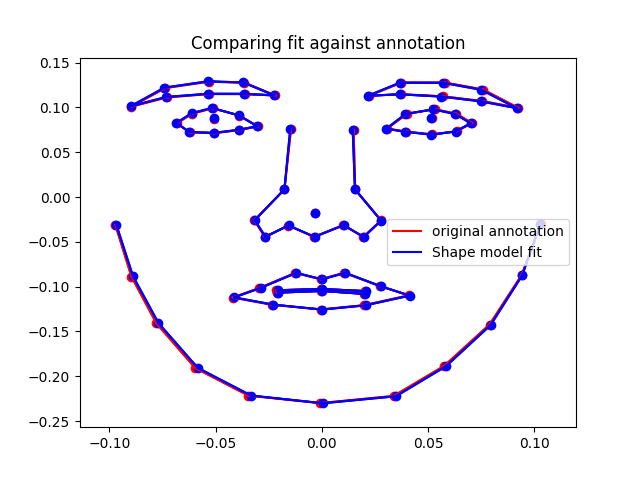 Comparing fit against annotation
0.15
0.10
0.05
0.00
−0.05
−0.10
−0.15
−0.20
−0.25
original annotation
Shape model fit
−0.10 −0.05 0.00 0.05 0.10